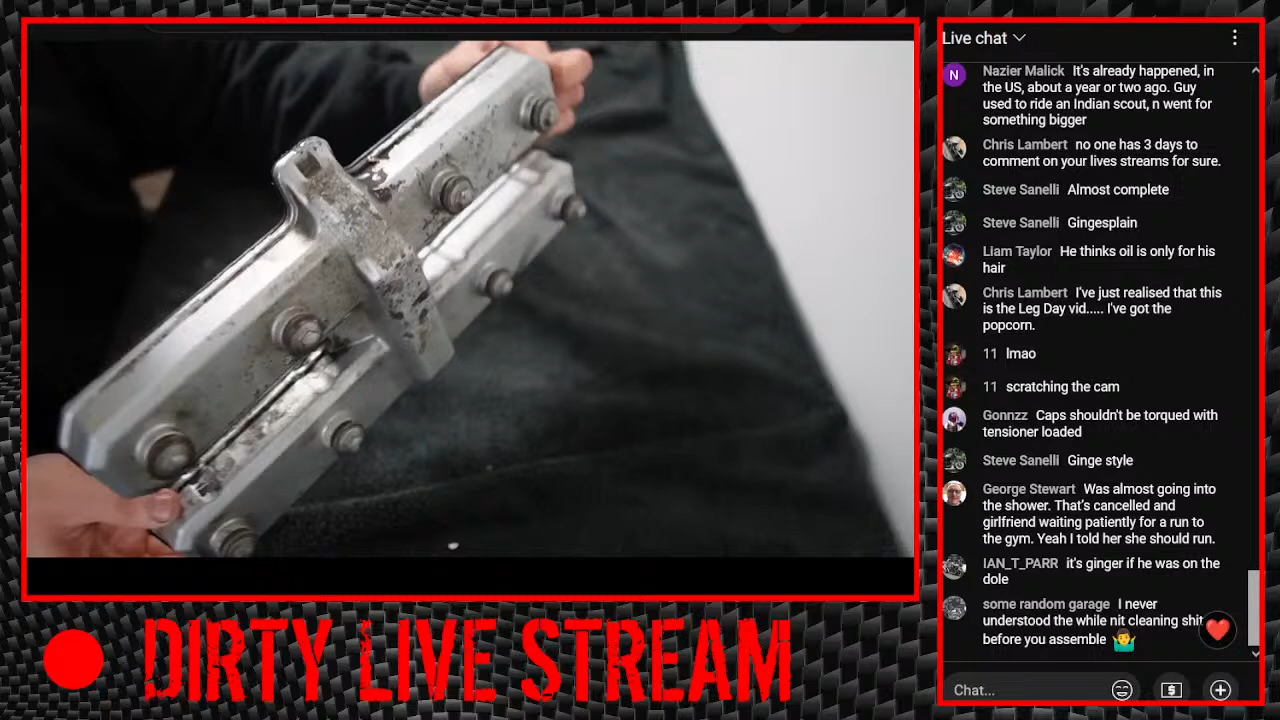 Live chat
N
Nazier Malick It's already happened, in
the US, about a year or two ago. Guy
used to ride an Indian scout, n went for
something bigger
Chris Lambert no one has 3 days to
comment on your lives streams for sure.
Steve Sanelli Almost complete
Steve Sanelli Gingesplain
Liam Taylor He thinks oil is only for his
hair
Chris Lambert I've just realised that this
is the Leg Day vid..... I've got the
popcorn.
11 lmao
11 scratching the cam
Gonnzz Caps shouldn't be torqued with
tensioner loaded
Steve Sanelli Ginge style
George Stewart Was almost going into
the shower. That's cancelled and
girlfriend waiting patiently for a run to
the gym. Yeah I told her she should run.
IAN_T_PARR it's ginger if he was on the
dole
some random garage I never
understood the while nit cleaning shit
before you assemble 🤷‍♂️
Chat...
DIRTY LIVE STREAM